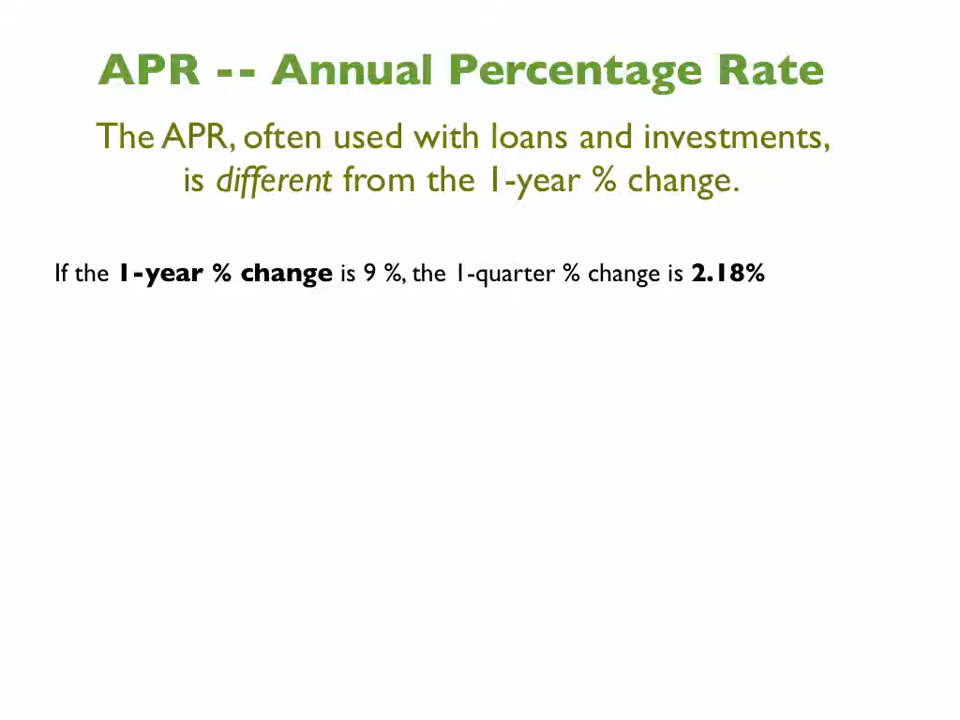 APR -- Annual Percentage Rate
The APR, often used with loans and investments,
is different from the 1-year % change.
If the 1-year % change is 9 %, the 1-quarter % change is 2.18%